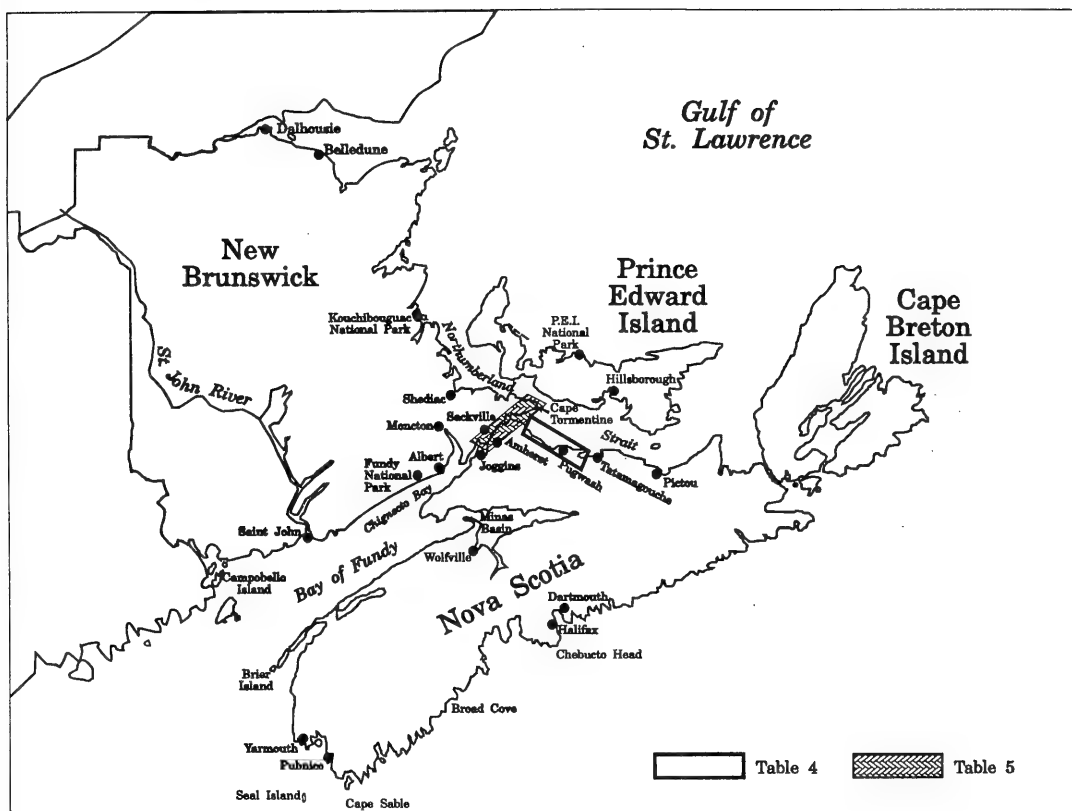 Gulf of
St. Lawrence
Dalhousie
Belledune
New
Brunswick
Prince
Edward
Island
Cape
Breton
Island
Kouchibouguac
National Park
P.E.I.
National
Park
Northumberland
Strait
Hillsborough
St. John River
Shediac
Cape
Tormentine
Sackville
Moncton
Amherst
Pugwash
Tatamagouche
Pictou
Albert
Joggins
Fundy
National
Park
Chignecto Bay
Minas
Basin
Saint John
Bay of Fundy
Wolfville
Campobello
Island
Nova Scotia
Dartmouth
Halifax
Chebucto Head
Brier
Island
Broad Cove
Yarmouth
Pubnico
Seal Island
Cape Sable
Table 4
Table 5